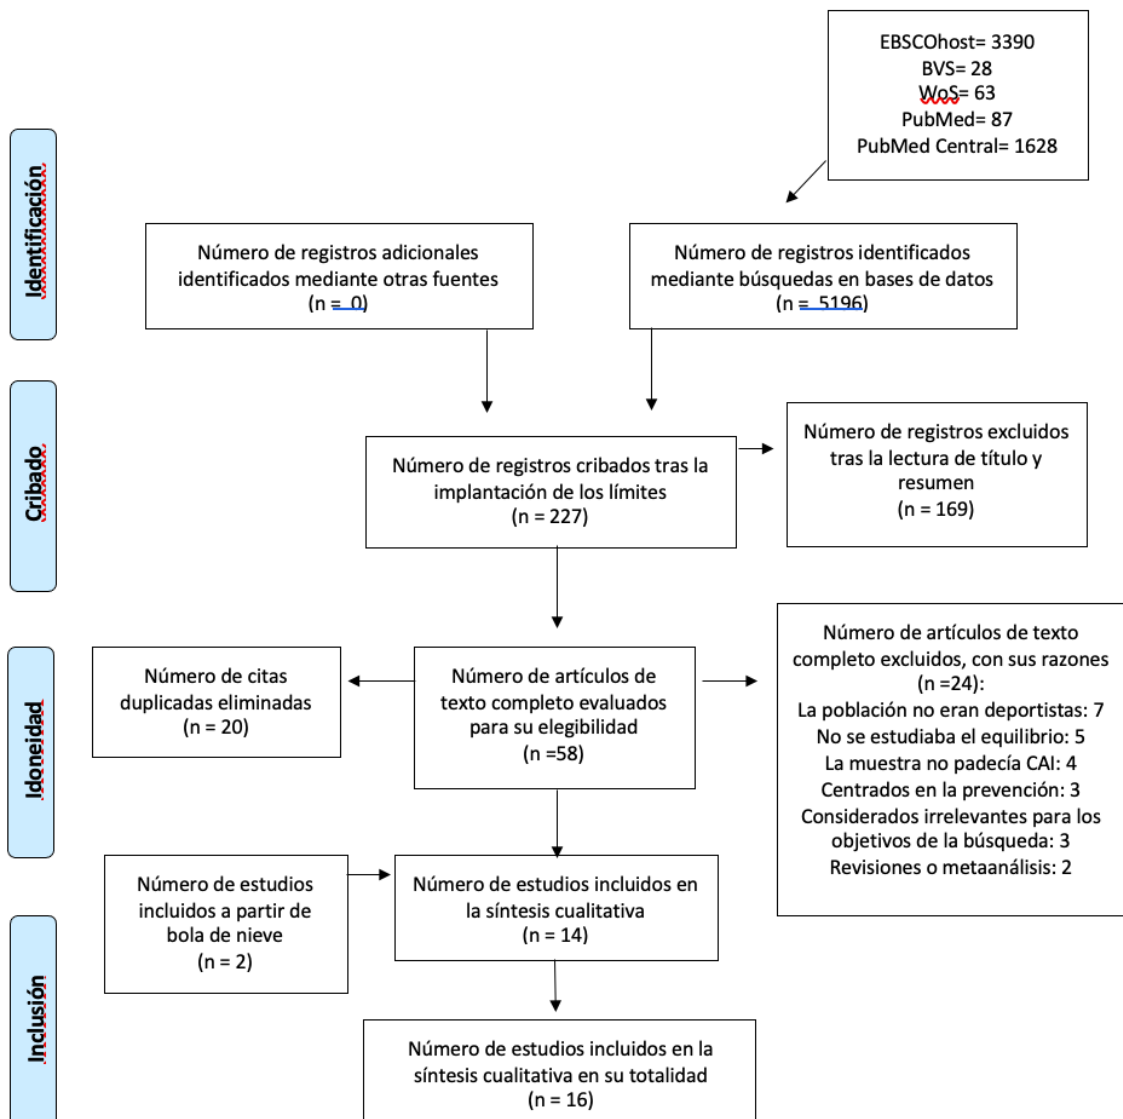 EBSCOhost= 3390
BVS= 28
WoS= 63
PubMed= 87
PubMed Central= 1628
Identificación
Número de registros adicionales
identificados mediante otras fuentes
(n = 0)
Número de registros identificados
mediante búsquedas en bases de datos
(n = 5196)
Cribado
Número de registros cribados tras la
implantación de los límites
(n = 227)
Número de registros excluidos
tras la lectura de título y
resumen
(n = 169)
Idoneidad
Número de citas
duplicadas eliminadas
(n = 20)
Número de artículos de
texto completo evaluados
para su elegibilidad
(n =58)
Número de artículos de texto
completo excluidos, con sus razones
(n =24):
La población no eran deportistas: 7
No se estudiaba el equilibrio: 5
La muestra no padecía CAI: 4
Centrados en la prevención: 3
Considerados irrelevantes para los
objetivos de la búsqueda: 3
Revisiones o metaanálisis: 2
Número de estudios
incluidos a partir de
bola de nieve
(n = 2)
Número de estudios incluidos en
la síntesis cualitativa
(n = 14)
Inclusión
Número de estudios incluidos en la
síntesis cualitativa en su totalidad
(n = 16)